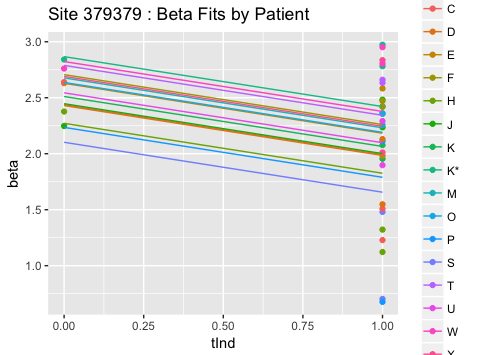 Site 379379 : Beta Fits by Patient
3.0
2.5
2.0
1.5
1.0
beta
0.00
0.25
0.50
0.75
1.00
tInd
C
D
E
F
H
J
K
K*
M
O
P
S
T
U
W